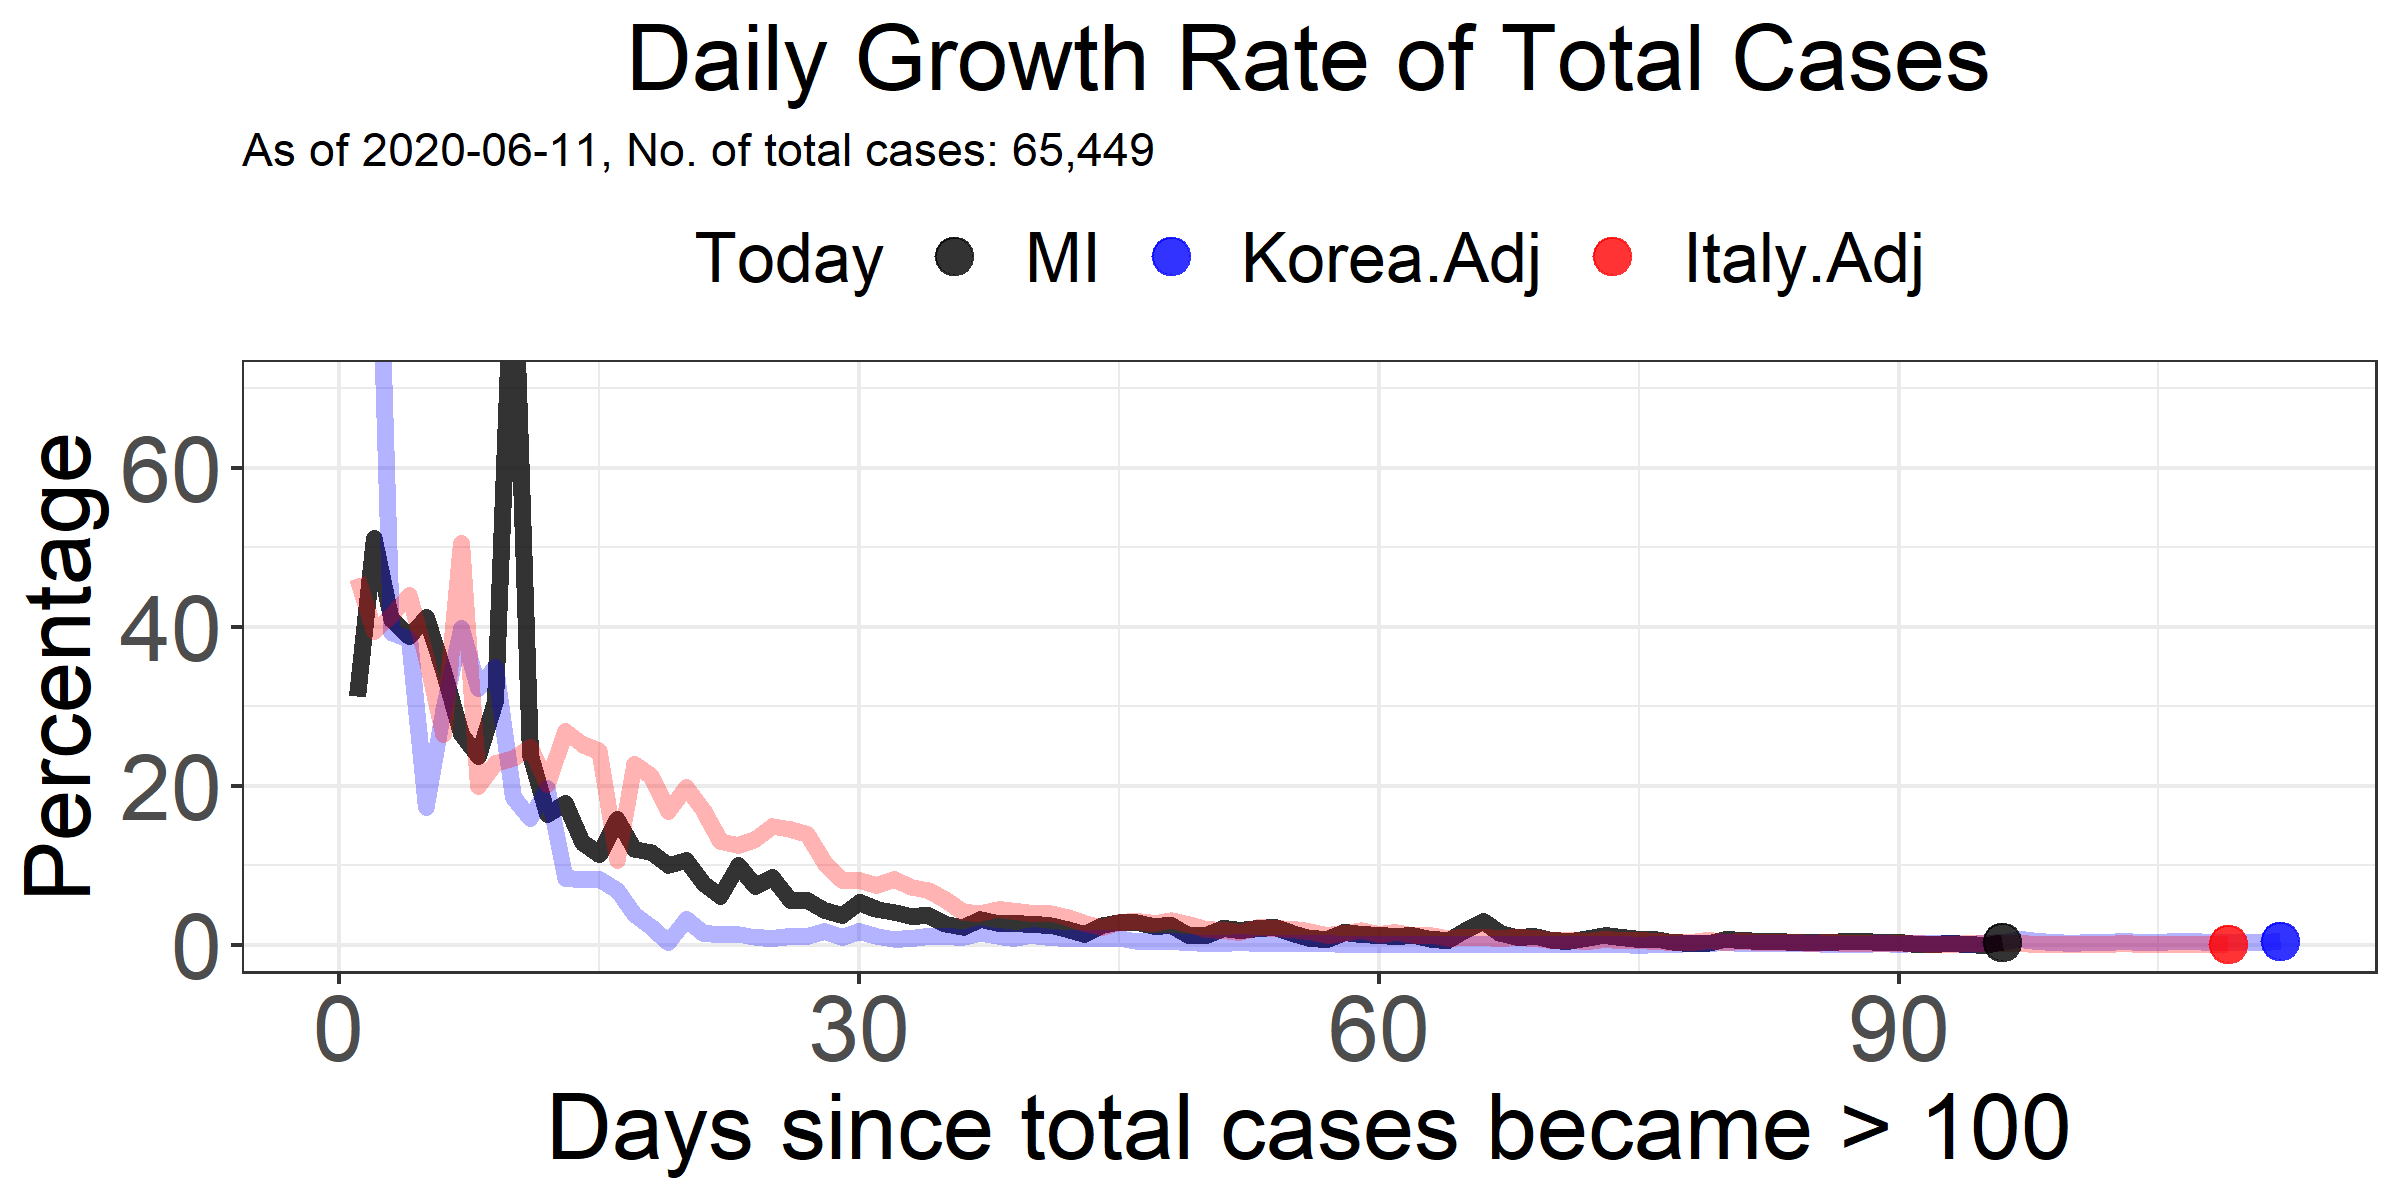 Daily Growth Rate of Total Cases
As of 2020-06-11, No. of total cases: 65,449
Today MI Korea.Adj Italy.Adj
Percentage
60
40
20
0
0 30 60 90
Days since total cases became > 100